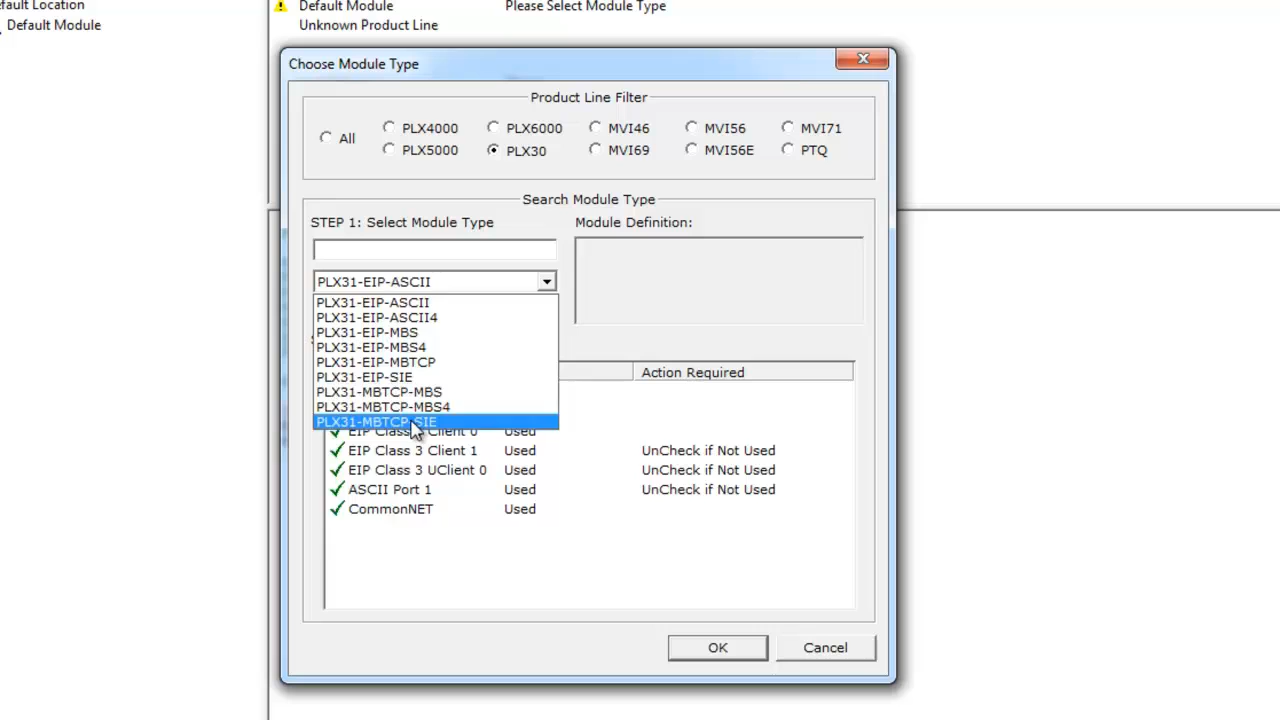 efault Location
Default Module
Default Module Please Select Module Type
Unknown Product Line
Choose Module Type
Product Line Filter
All
PLX4000 PLX6000 MVI46 MVI56 MVI71
PLX5000 PLX30 MVI69 MVI56E PTQ
Search Module Type
STEP 1: Select Module Type Module Definition:
PLX31-EIP-ASCII
PLX31-EIP-ASCII
PLX31-EIP-ASCII4
PLX31-EIP-MBS
PLX31-EIP-MBS4
PLX31-EIP-MBTCP
PLX31-EIP-SIE
PLX31-MBTCP-MBS
PLX31-MBTCP-MBS4
PLX31-MBTCP-SIE
Action Required
EIP Class 3 Client 0 Used
EIP Class 3 Client 1 Used UnCheck if Not Used
EIP Class 3 UClient 0 Used UnCheck if Not Used
ASCII Port 1 Used UnCheck if Not Used
CommonNET Used
OK Cancel